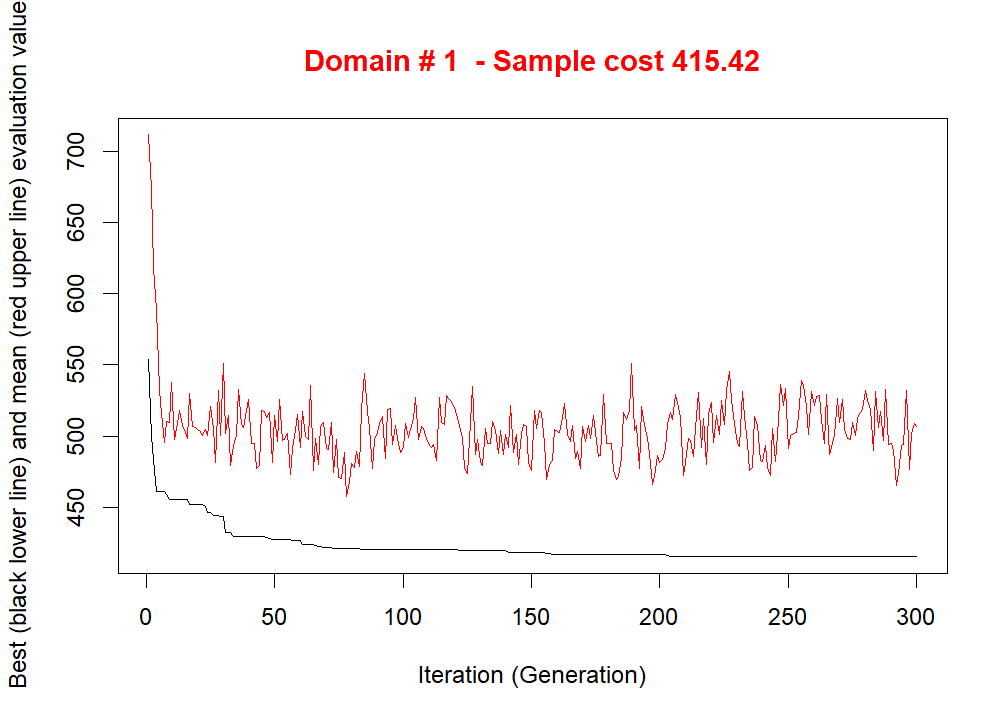 Domain # 1  - Sample cost 415.42
Best (black lower line) and mean (red upper line) evaluation value
700
650
600
550
500
450
0 50 100 150 200 250 300
Iteration (Generation)